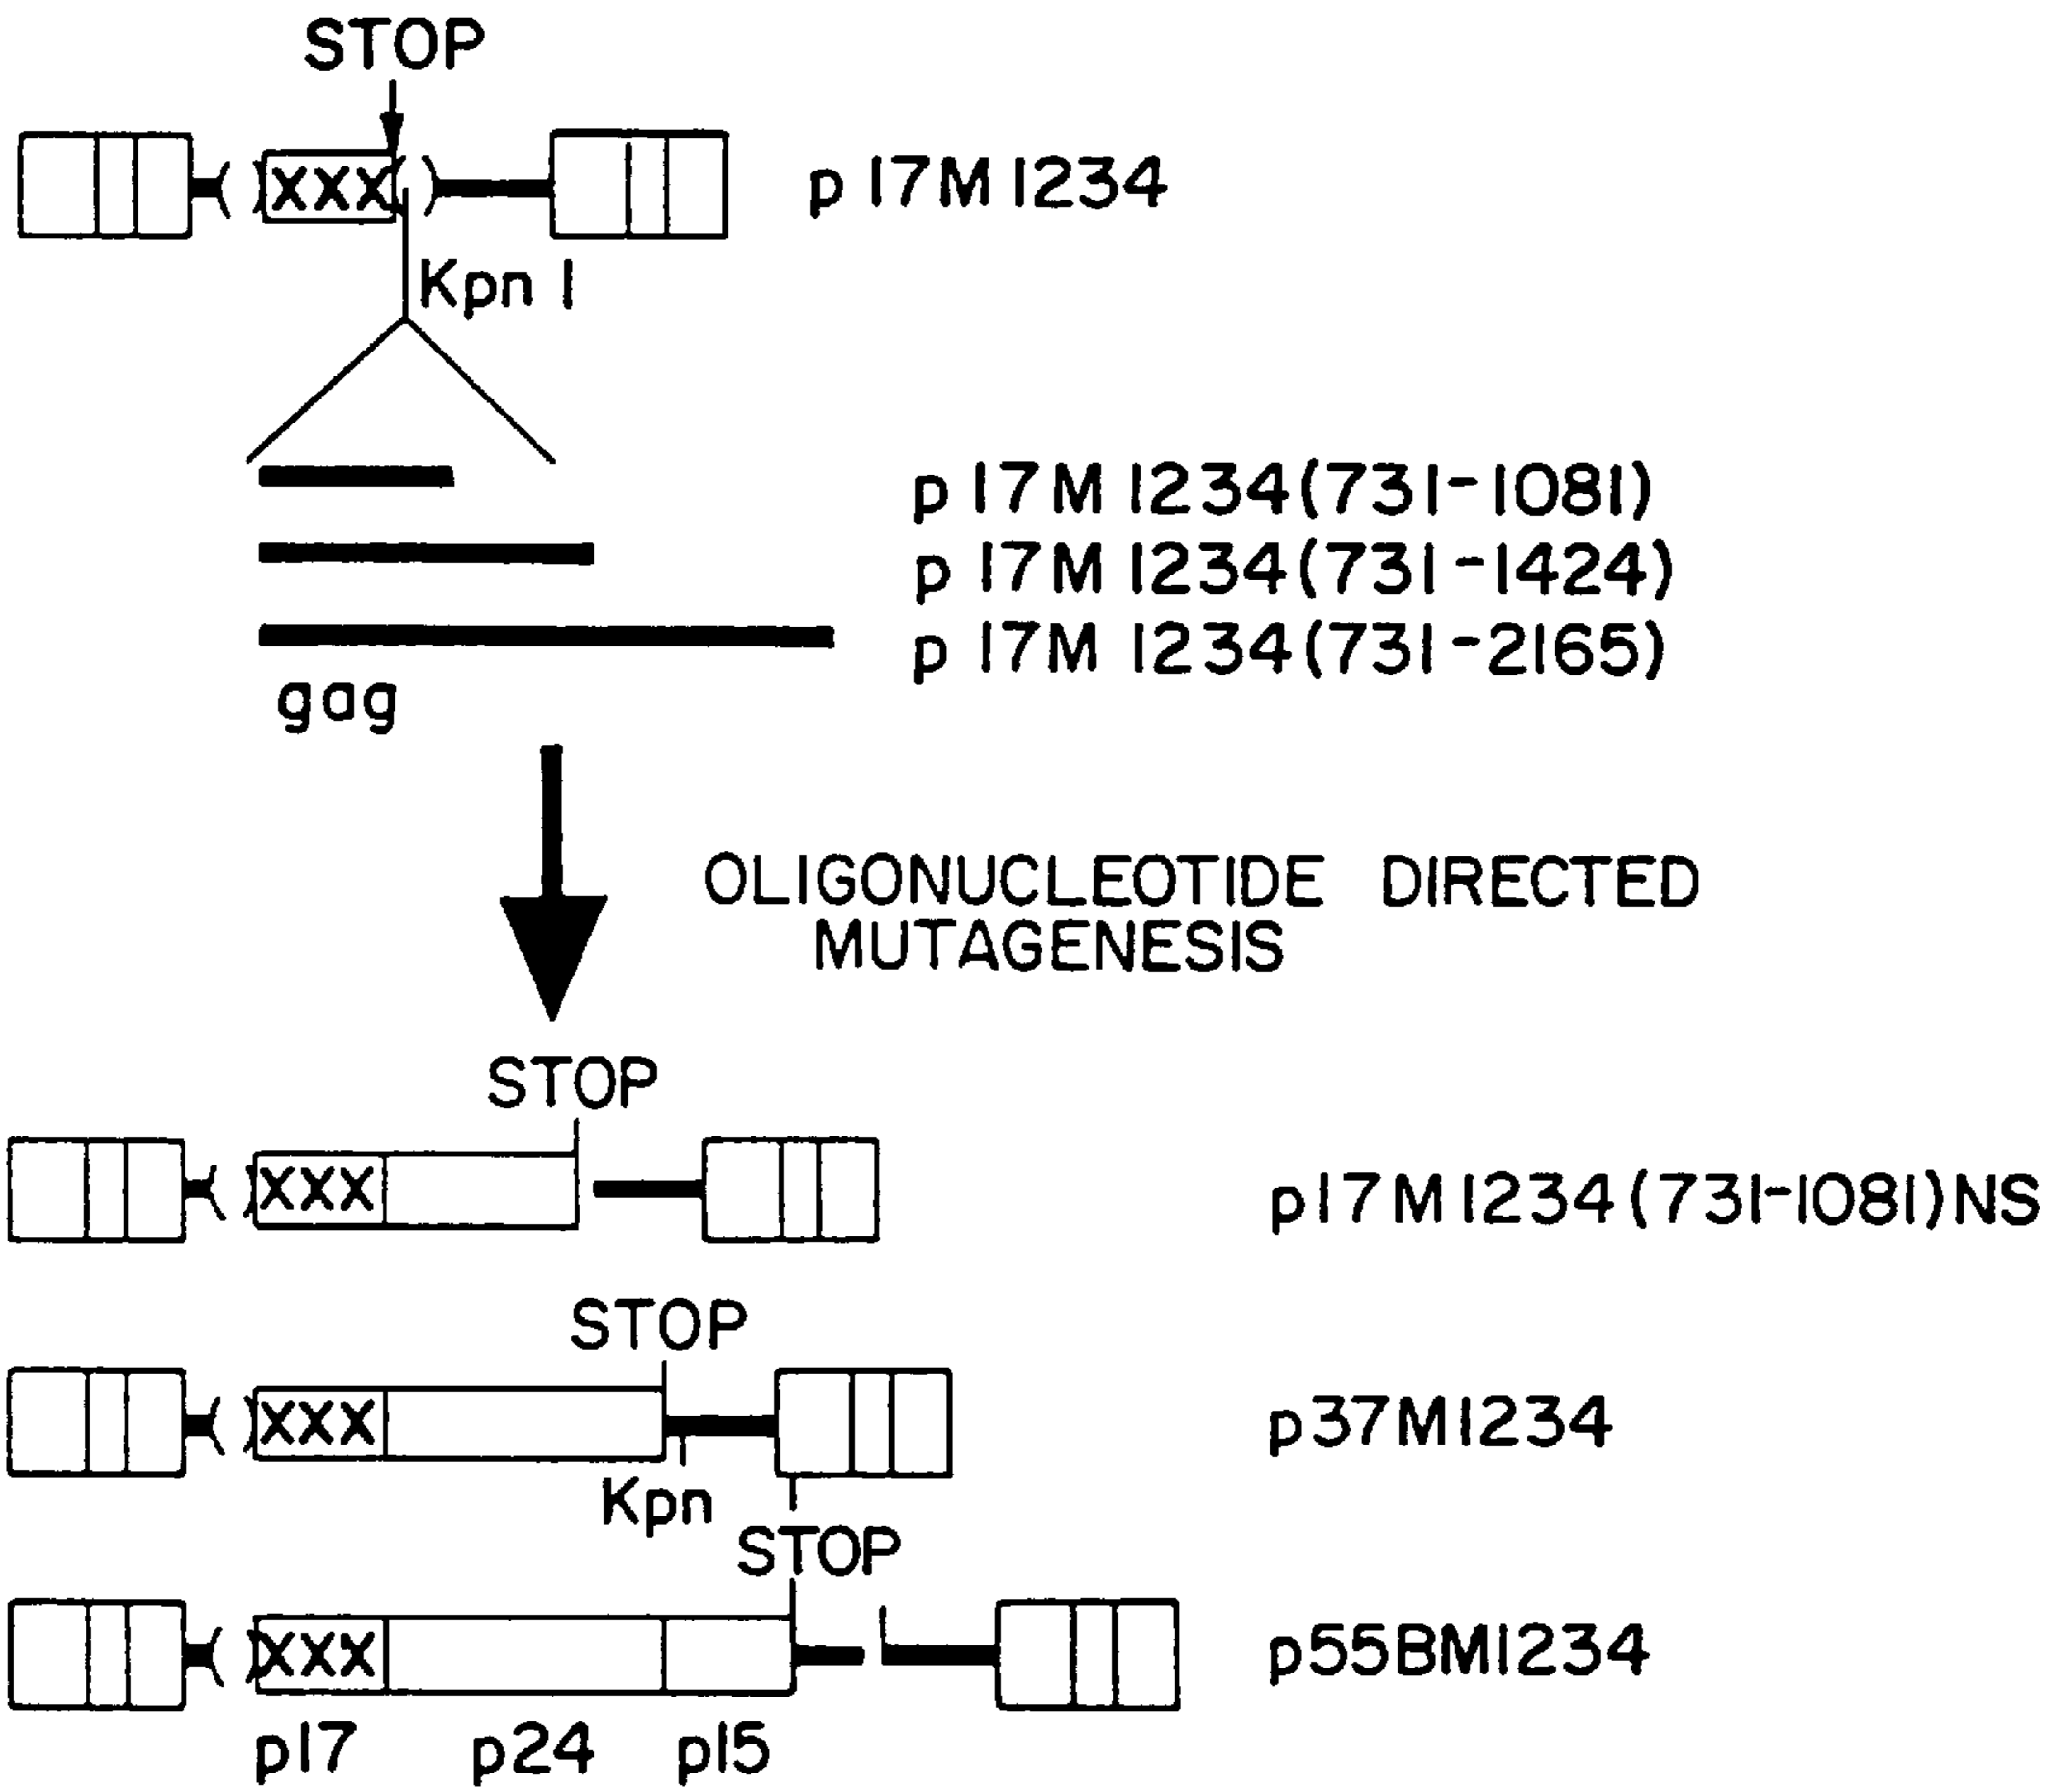 STOP
XXX
p17M1234
Kpn I
p17M1234(731-1081)
p17M1234(731-1424)
p17M1234(731-2165)
gag
OLIGONUCLEOTIDE DIRECTED
MUTAGENESIS
STOP
XXX
p17M1234(731-1081)NS
STOP
XXX
p37M1234
Kpn
STOP
XXX
p55BM1234
p17 p24 p15